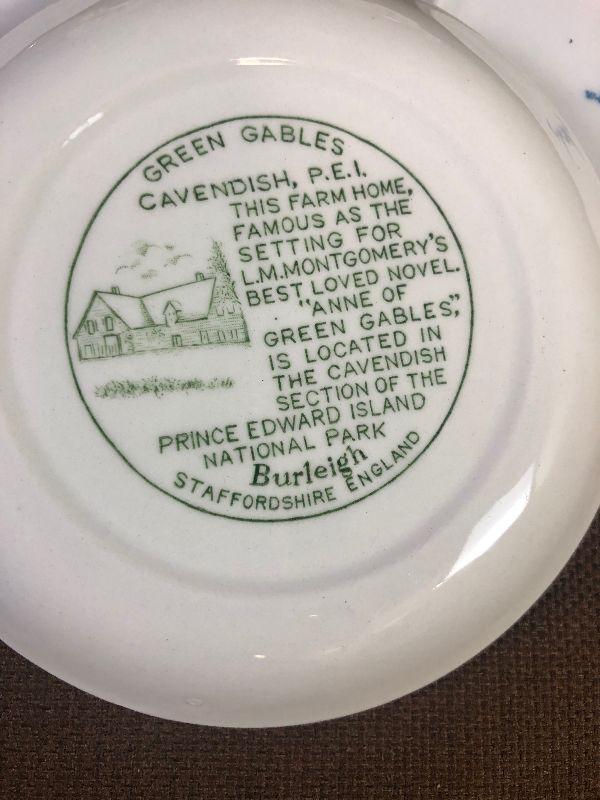 GREEN GABLES
CAVENDISH, P.E.I.
THIS FARM HOME,
FAMOUS AS THE
SETTING FOR
L.M.MONTGOMERY'S
BEST LOVED NOVEL.
"ANNE OF
GREEN GABLES",
IS LOCATED IN
THE CAVENDISH
SECTION OF THE
PRINCE EDWARD ISLAND
NATIONAL PARK
Burleigh
STAFFORDSHIRE ENGLAND